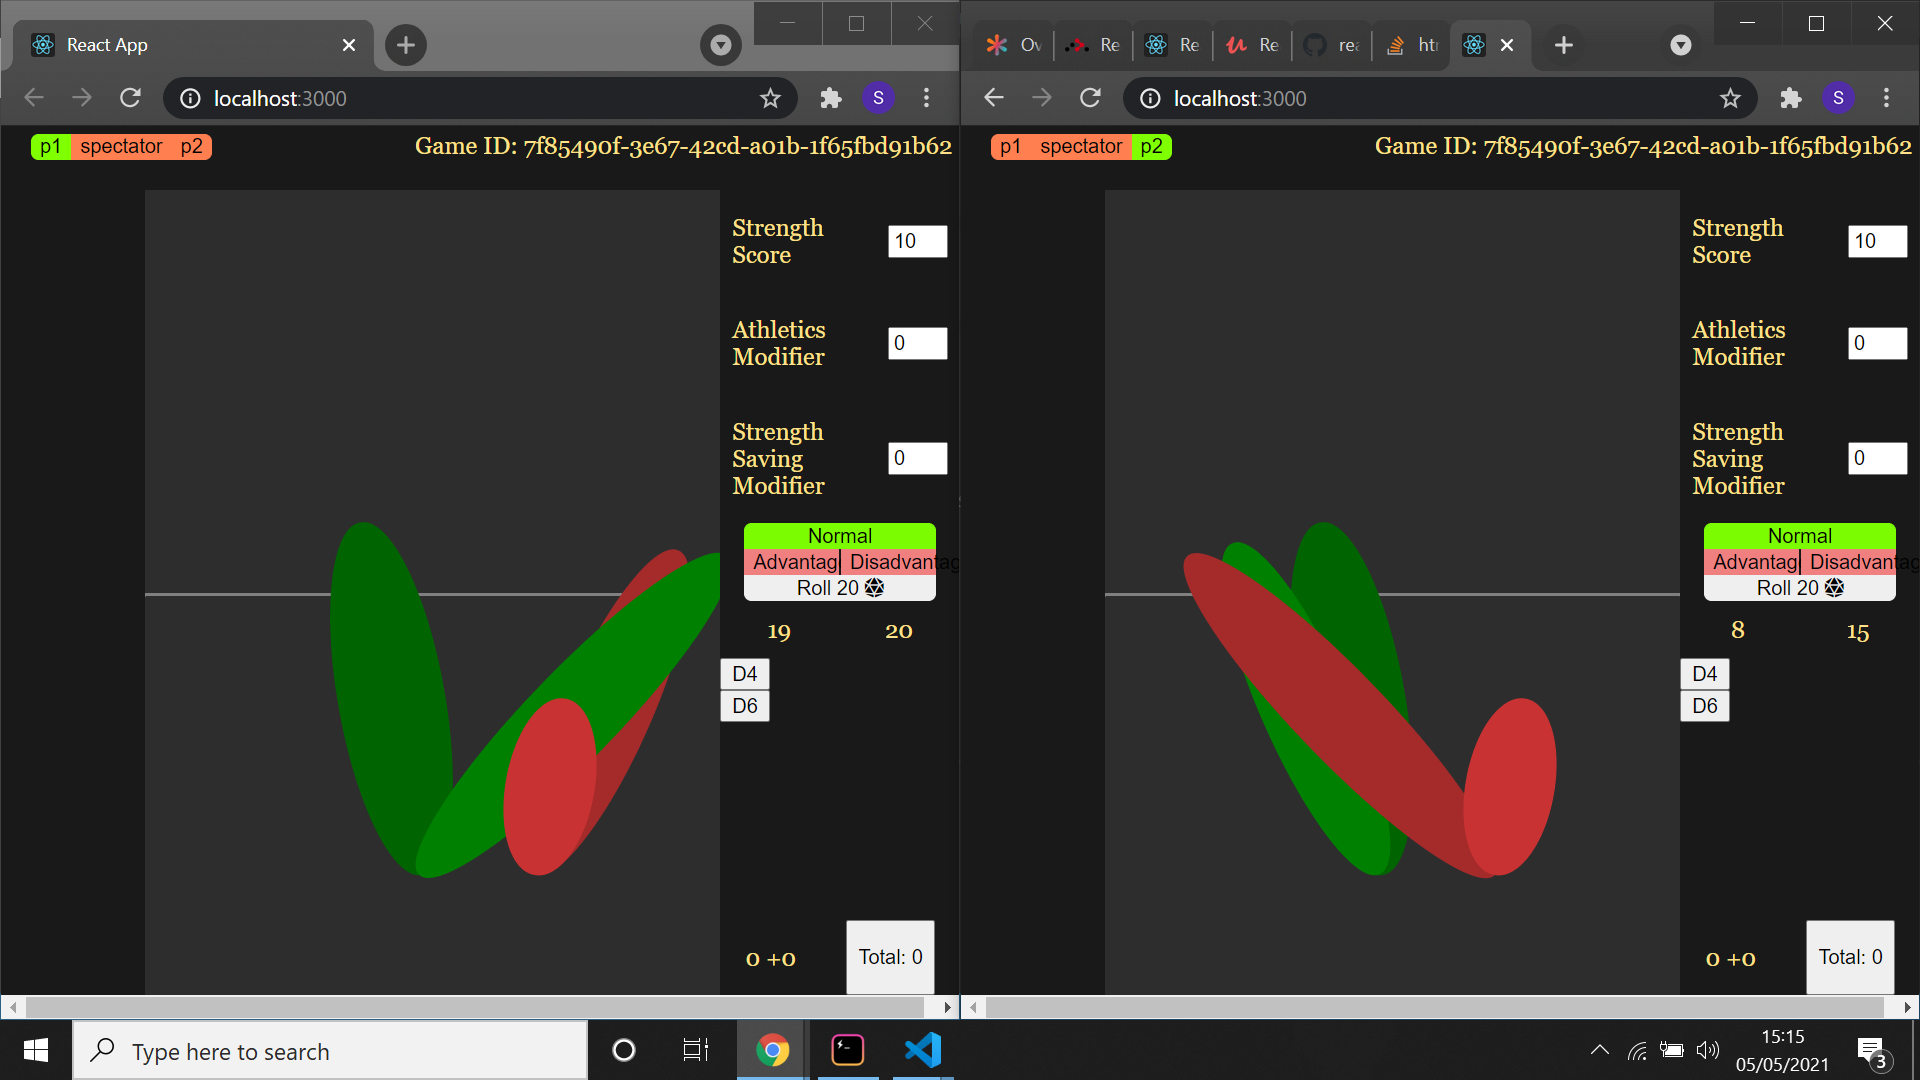 React App
localhost:3000
p1 spectator p2
Game ID: 7f85490f-3e67-42cd-a01b-1f65fbd91b62
Strength
Score
10
Athletics
Modifier
0
Strength
Saving
Modifier
0
Normal
Advantag Disadvantag
Roll 20
19 20
D4
D6
0 +0
Total: 0
Ov Re Re Re rea htm
localhost:3000
S
S
p1 spectator p2
Game ID: 7f85490f-3e67-42cd-a01b-1f65fbd91b62
Strength
Score
10
Athletics
Modifier
0
Strength
Saving
Modifier
0
Normal
Advantag Disadvantag
Roll 20
8 15
D4
D6
0 +0
Total: 0
Type here to search
15:15
05/05/2021
3